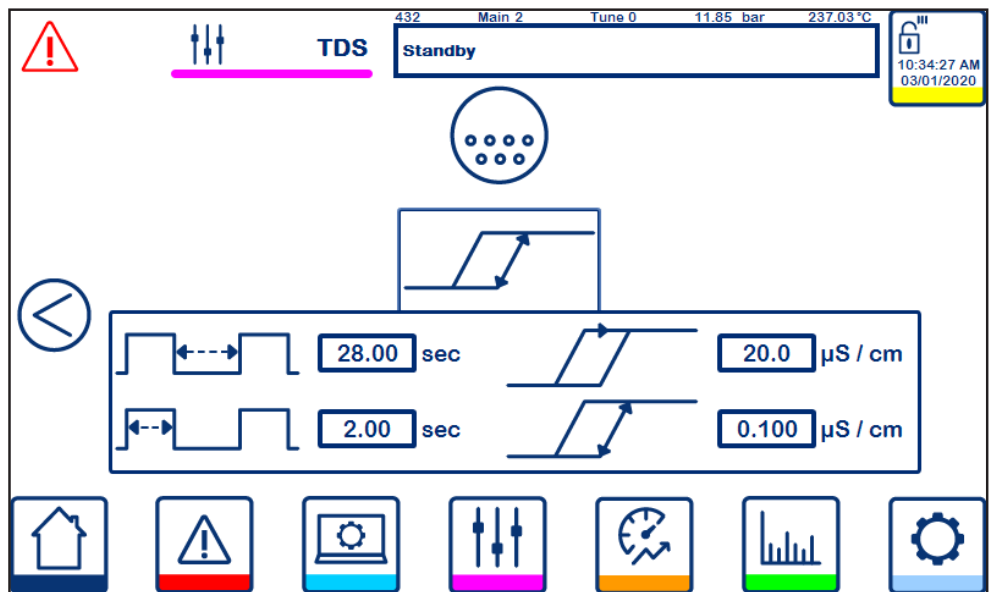 432 Main 2 Tune 0 11.85 bar 237.03 °C
TDS
Standby
10:34:27 AM
03/01/2020
28.00 sec
20.0 µS / cm
2.00 sec
0.100 µS / cm